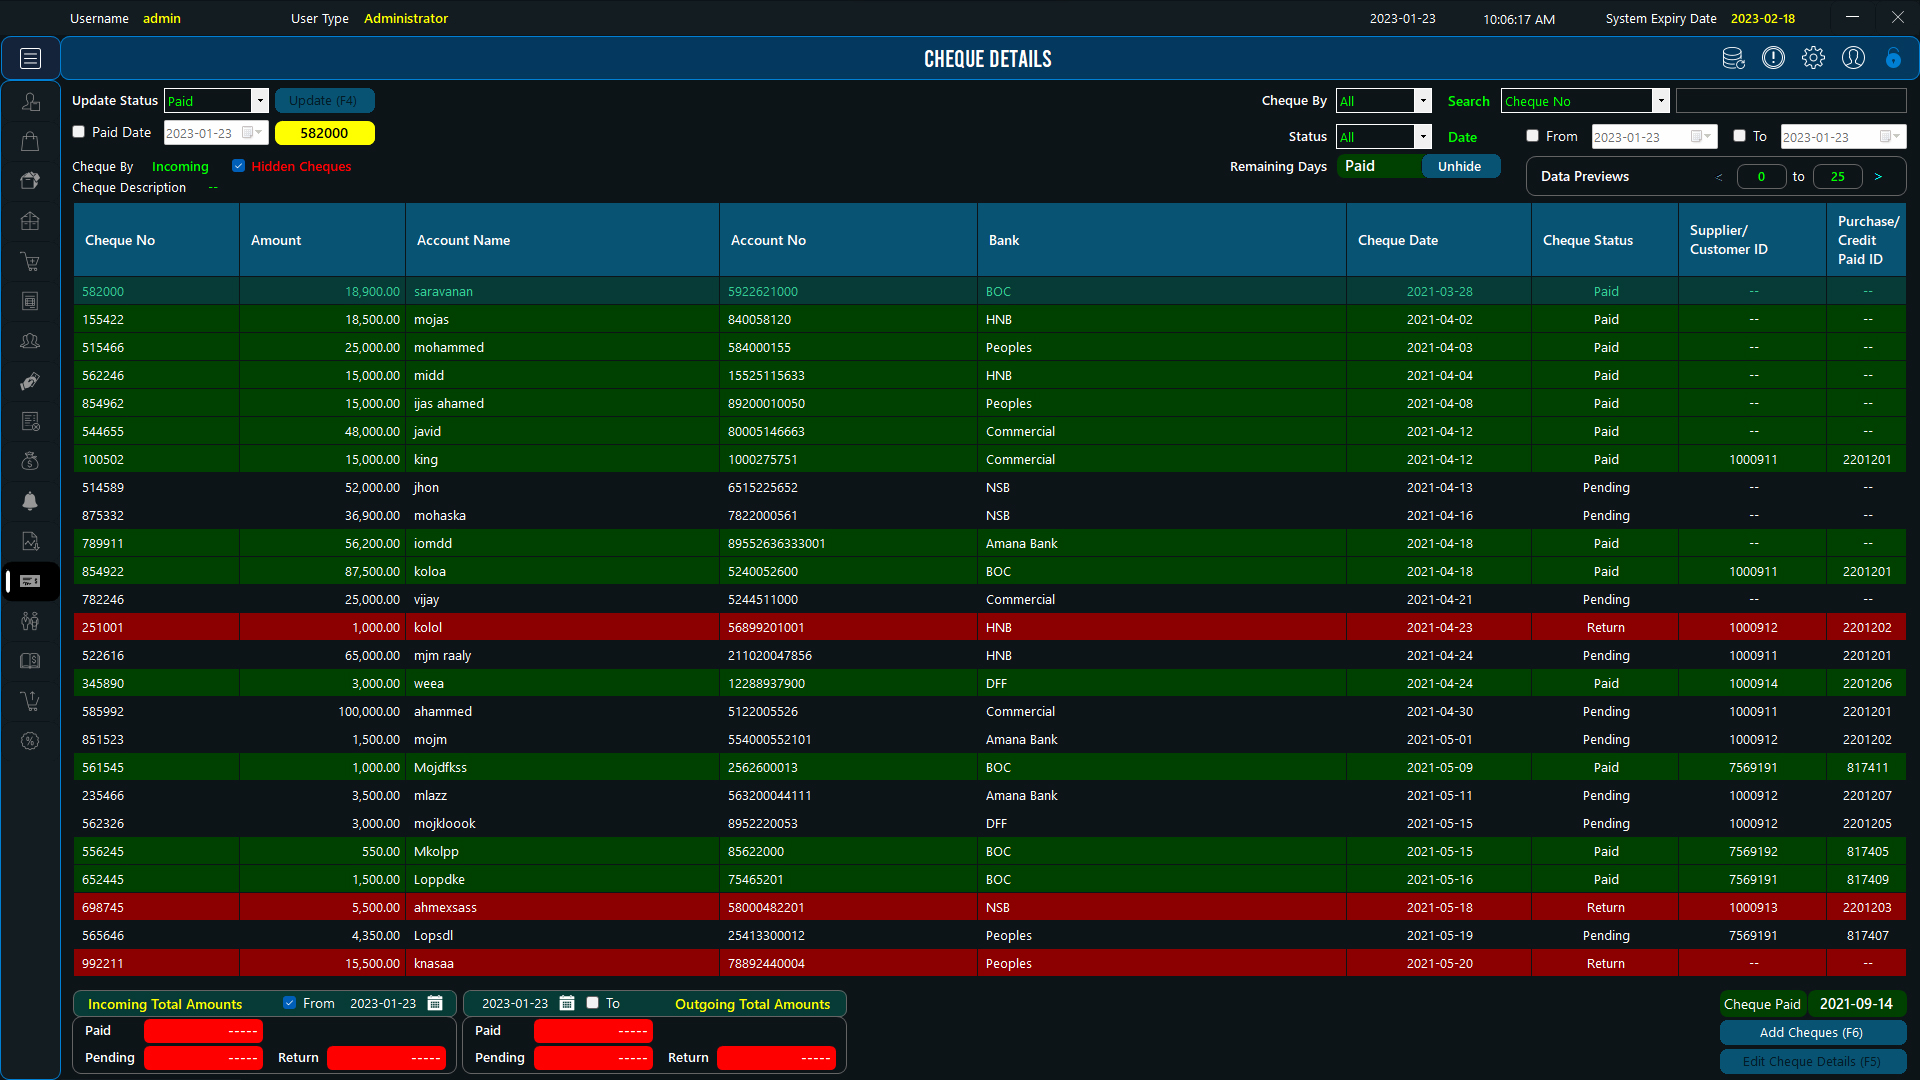 Username admin User Type Administrator 2023-01-23 10:06:17 AM System Expiry Date 2023-02-18
CHEQUE DETAILS
Update Status Paid Update (F4) Cheque By All Search Cheque No
Paid Date 2023-01-23 582000 Status All Date From 2023-01-23 To 2023-01-23
Cheque By Incoming Hidden Cheques Remaining Days Paid Unhide
Data Previews < 0 to 25 >
Cheque Description --
Cheque No Amount Account Name Account No Bank Cheque Date Cheque Status Supplier/ Customer ID Purchase/ Credit Paid ID
582000 18,900.00 saravanan 5922621000 BOC 2021-03-28 Paid -- --
155422 18,500.00 mojas 840058120 HNB 2021-04-02 Paid -- --
515466 25,000.00 mohammed 584000155 Peoples 2021-04-03 Paid -- --
562246 15,000.00 midd 15525115633 HNB 2021-04-04 Paid -- --
854962 15,000.00 ijas ahamed 89200010050 Peoples 2021-04-08 Paid -- --
544655 48,000.00 javid 80005146663 Commercial 2021-04-12 Paid -- --
100502 15,000.00 king 1000275751 Commercial 2021-04-12 Paid 1000911 2201201
514589 52,000.00 jhon 6515225652 NSB 2021-04-13 Pending -- --
875332 36,900.00 mohaska 7822000561 NSB 2021-04-16 Pending -- --
789911 56,200.00 iomdd 89552636333001 Amana Bank 2021-04-18 Paid -- --
854922 87,500.00 koloa 5240052600 BOC 2021-04-18 Paid 1000911 2201201
782246 25,000.00 vijay 5244511000 Commercial 2021-04-21 Pending -- --
251001 1,000.00 kolol 56899201001 HNB 2021-04-23 Return 1000912 2201202
522616 65,000.00 mjm raaly 211020047856 HNB 2021-04-24 Pending 1000911 2201201
345890 3,000.00 weea 12288937900 DFF 2021-04-24 Paid 1000914 2201206
585992 100,000.00 ahammed 5122005526 Commercial 2021-04-30 Pending 1000911 2201201
851523 1,500.00 mojm 554000552101 Amana Bank 2021-05-01 Pending 1000912 2201202
561545 1,000.00 Mojdfkss 2562600013 BOC 2021-05-09 Paid 7569191 817411
235466 3,500.00 mlazz 563200044111 Amana Bank 2021-05-11 Pending 1000912 2201207
562326 3,000.00 mojkloook 8952220053 DFF 2021-05-15 Pending 1000912 2201205
556245 550.00 Mkolpp 85622000 BOC 2021-05-15 Paid 7569192 817405
652445 1,500.00 Loppdke 75465201 BOC 2021-05-16 Paid 7569191 817409
698745 5,500.00 ahmexsass 58000482201 NSB 2021-05-18 Return 1000913 2201203
565646 4,350.00 Lopsdl 25413300012 Peoples 2021-05-19 Pending 7569191 817407
992211 15,500.00 knasaa 78892440004 Peoples 2021-05-20 Return -- --
Incoming Total Amounts From 2023-01-23 2023-01-23 To Outgoing Total Amounts Cheque Paid 2021-09-14
Paid ----- Paid ----- Add Cheques (F6)
Pending ----- Return ----- Pending ----- Return ----- Edit Cheque Details (F5)